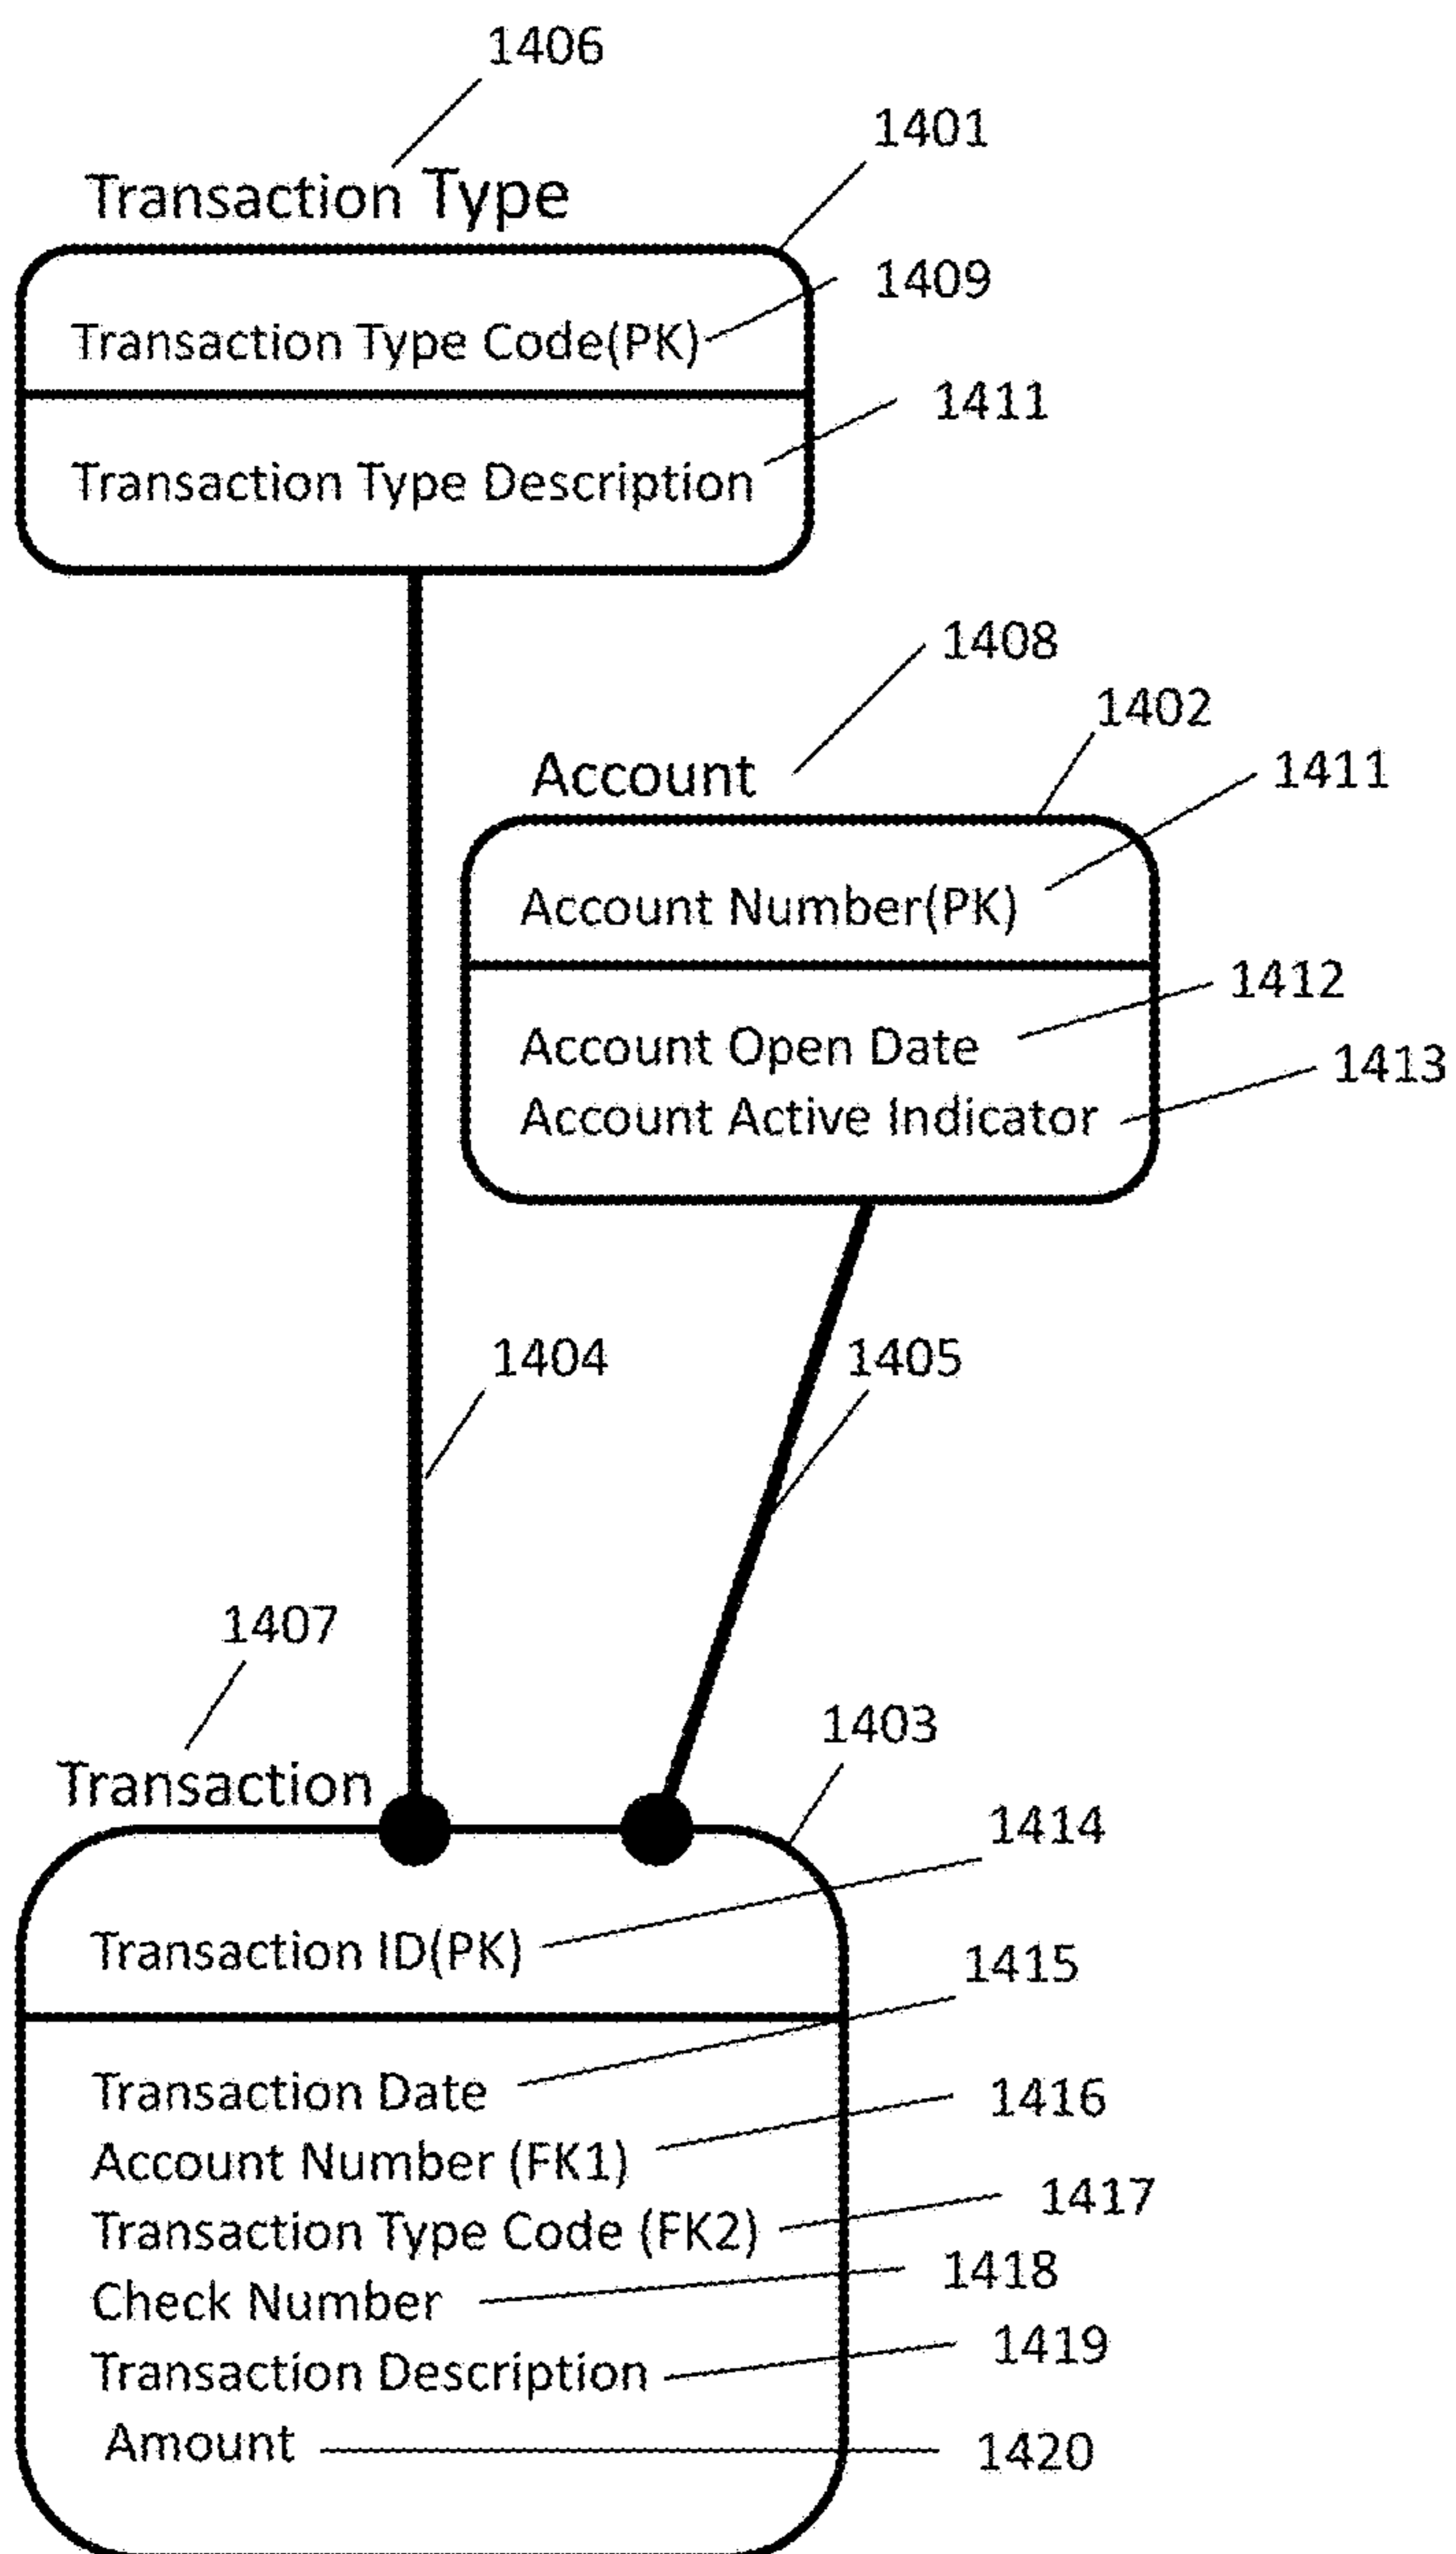 1406
1401
Transaction Type
1409
Transaction Type Code(PK)
1411
Transaction Type Description
1408
1402
Account
1411
Account Number(PK)
1412
Account Open Date
1413
Account Active Indicator
1404
1405
1407
1403
Transaction
1414
Transaction ID(PK)
1415
Transaction Date
1416
Account Number (FK1)
1417
Transaction Type Code (FK2)
1418
Check Number
1419
Transaction Description
Amount
1420